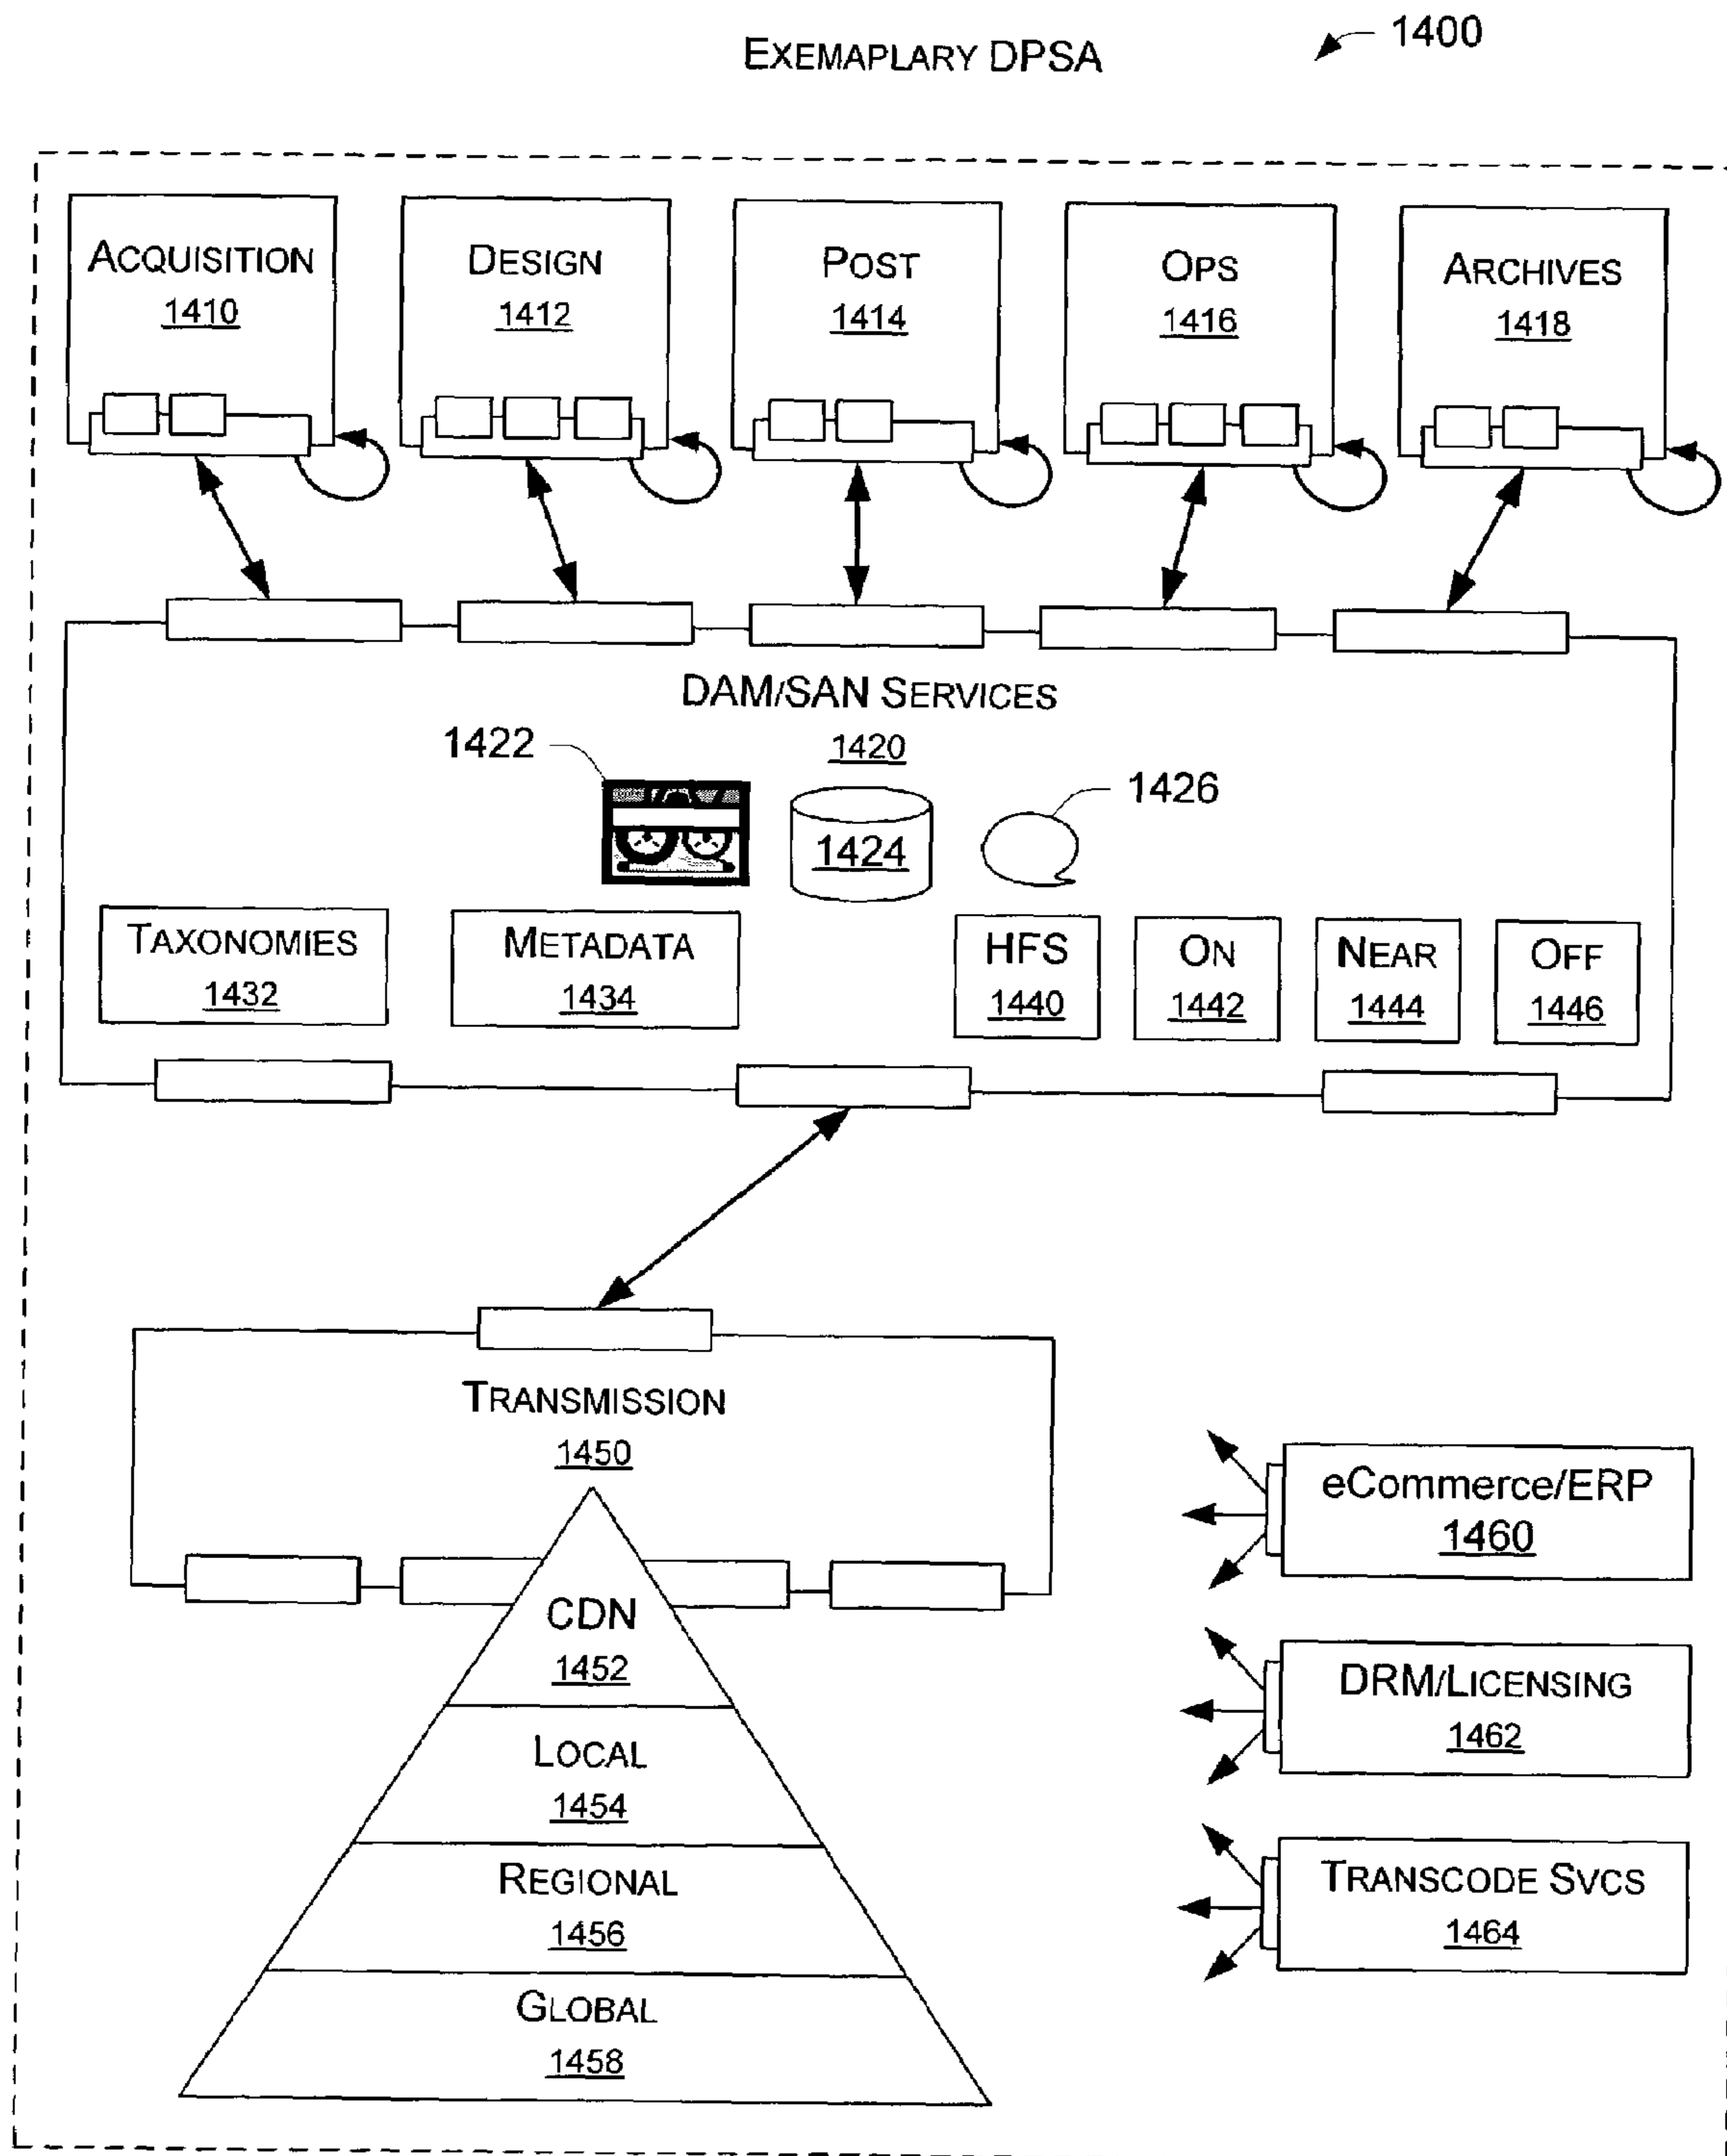 EXEMAPLARY DPSA
1400
ACQUISITION
1410
DESIGN
1412
POST
1414
OPS
1416
ARCHIVES
1418
DAM/SAN SERVICES
1420
1422
1424
1426
TAXONOMIES
1432
METADATA
1434
HFS
1440
ON
1442
NEAR
1444
OFF
1446
TRANSMISSION
1450
CDN
1452
LOCAL
1454
REGIONAL
1456
GLOBAL
1458
eCommerce/ERP
1460
DRM/LICENSING
1462
TRANSCODE SVCS
1464